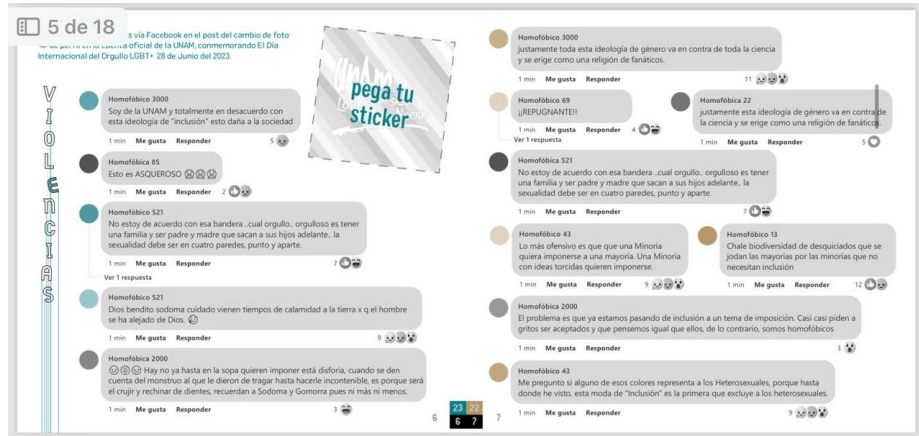 5 de 18
s vía Facebook en el post del cambio de foto
de perfil en la cuenta oficial de la UNAM, conmemorando El Día
Internacional del Orgullo LGBT+ 28 de Junio del 2023.
VIOLENCIAS
pega tu
sticker
Homofóbico 3000
Soy de la UNAM y totalmente en desacuerdo con
esta ideología de "inclusión" esto daña a la sociedad
1 min Me gusta Responder 5
Homofóbica 85
Esto es ASQUEROSO
1 min Me gusta Responder 2
Homofóbica 521
No estoy de acuerdo con esa bandera ..cual orgullo.. orgulloso es tener
una familia y ser padre y madre que sacan a sus hijos adelante.. la
sexualidad debe ser en cuatro paredes, punto y aparte.
1 min Me gusta Responder 7
Ver 1 respuesta
Homofóbico 521
Dios bendito sodoma cuidado vienen tiempos de calamidad a la tierra x q el hombre
se ha alejado de Dios.
1 min Me gusta Responder 9
Homofóbica 2000
Hay no ya hasta en la sopa quieren imponer está disforia, cuando se den
cuenta del monstruo al que le dieron de tragar hasta hacerle incontenible, es porque será
el crujir y rechinar de dientes, recuerdan a Sodoma y Gomorra pues ni más ni menos.
1 min Me gusta Responder 3
6
23 22
6 7
Homofóbico 3000
justamente toda esta ideología de género va en contra de toda la ciencia
y se erige como una religión de fanáticos.
1 min Me gusta Responder 11
Homofóbico 69
¡¡REPUGNANTE!!
1 min Me gusta Responder 4
Ver 1 respuesta
Homofóbica 22
justamente esta ideología de género va en contra de
la ciencia y se erige como una religión de fanáticos.
1 min Me gusta Responder 5
Homofóbica 521
No estoy de acuerdo con esa bandera ..cual orgullo.. orgulloso es tener
una familia y ser padre y madre que sacan a sus hijos adelante.. la
sexualidad debe ser en cuatro paredes, punto y aparte.
1 min Me gusta Responder 7
Homofóbico 43
Lo más ofensivo es que que una Minoría
quiera imponerse a una mayoría. Una Minoría
con ideas torcidas quieren imponerse.
1 min Me gusta Responder 9
Homofóbico 13
Chale biodiversidad de desquiciados que se
jodan las mayorías por las minorías que no
necesitan inclusión
1 min Me gusta Responder 12
Homofóbica 2000
El problema es que ya estamos pasando de inclusión a un tema de imposición. Casi casi piden a
gritos ser aceptados y que pensemos igual que ellos, de lo contrario, somos homofóbicos
1 min Me gusta Responder 3
Homofóbico 43
Me pregunto si alguno de esos colores representa a los Heterosexuales, porque hasta
donde he visto, esta moda de "Inclusión" es la primera que excluye a los heterosexuales.
1 min Me gusta Responder 9
7